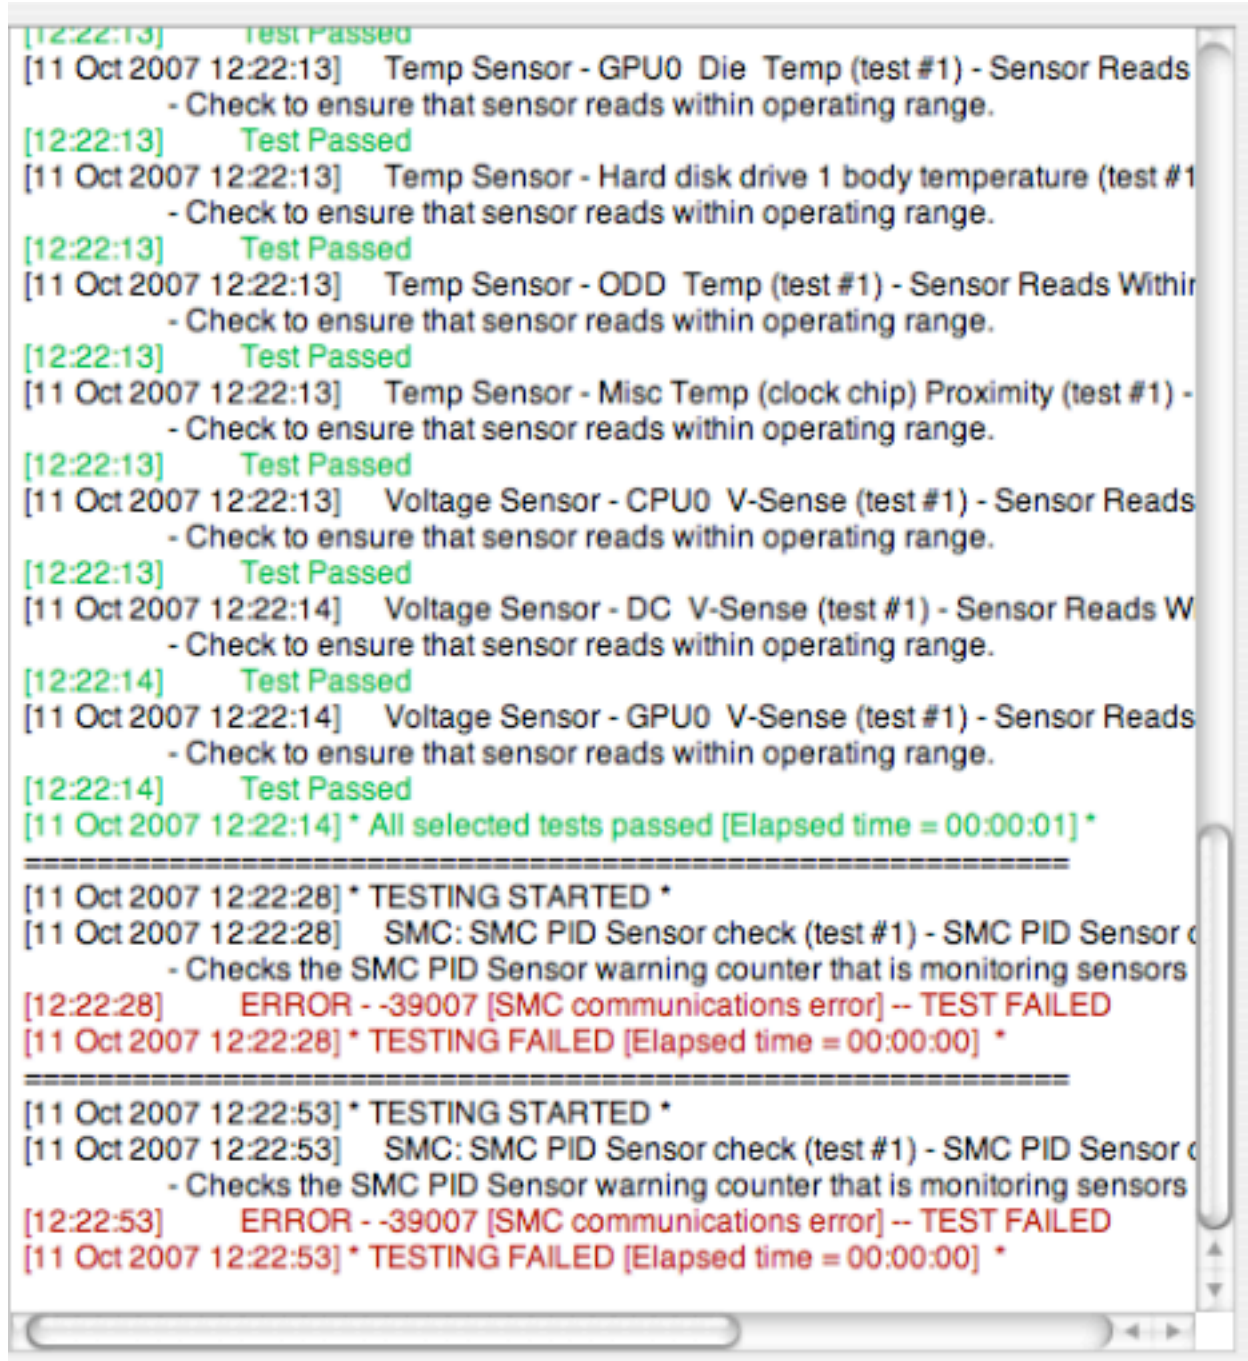 [12:22:13] Test Passed
[11 Oct 2007 12:22:13] Temp Sensor - GPU0 Die Temp (test #1) - Sensor Reads
- Check to ensure that sensor reads within operating range.
[12:22:13] Test Passed
[11 Oct 2007 12:22:13] Temp Sensor - Hard disk drive 1 body temperature (test #1
- Check to ensure that sensor reads within operating range.
[12:22:13] Test Passed
[11 Oct 2007 12:22:13] Temp Sensor - ODD Temp (test #1) - Sensor Reads Within
- Check to ensure that sensor reads within operating range.
[12:22:13] Test Passed
[11 Oct 2007 12:22:13] Temp Sensor - Misc Temp (clock chip) Proximity (test #1) -
- Check to ensure that sensor reads within operating range.
[12:22:13] Test Passed
[11 Oct 2007 12:22:13] Voltage Sensor - CPU0 V-Sense (test #1) - Sensor Reads
- Check to ensure that sensor reads within operating range.
[12:22:13] Test Passed
[11 Oct 2007 12:22:14] Voltage Sensor - DC V-Sense (test #1) - Sensor Reads W
- Check to ensure that sensor reads within operating range.
[12:22:14] Test Passed
[11 Oct 2007 12:22:14] Voltage Sensor - GPU0 V-Sense (test #1) - Sensor Reads
- Check to ensure that sensor reads within operating range.
[12:22:14] Test Passed
[11 Oct 2007 12:22:14] * All selected tests passed [Elapsed time = 00:00:01] *
==========================================================
[11 Oct 2007 12:22:28] * TESTING STARTED *
[11 Oct 2007 12:22:28] SMC: SMC PID Sensor check (test #1) - SMC PID Sensor
- Checks the SMC PID Sensor warning counter that is monitoring sensors
[12:22:28] ERROR - -39007 [SMC communications error] -- TEST FAILED
[11 Oct 2007 12:22:28] * TESTING FAILED [Elapsed time = 00:00:00] *
==========================================================
[11 Oct 2007 12:22:53] * TESTING STARTED *
[11 Oct 2007 12:22:53] SMC: SMC PID Sensor check (test #1) - SMC PID Sensor
- Checks the SMC PID Sensor warning counter that is monitoring sensors
[12:22:53] ERROR - -39007 [SMC communications error] -- TEST FAILED
[11 Oct 2007 12:22:53] * TESTING FAILED [Elapsed time = 00:00:00] *